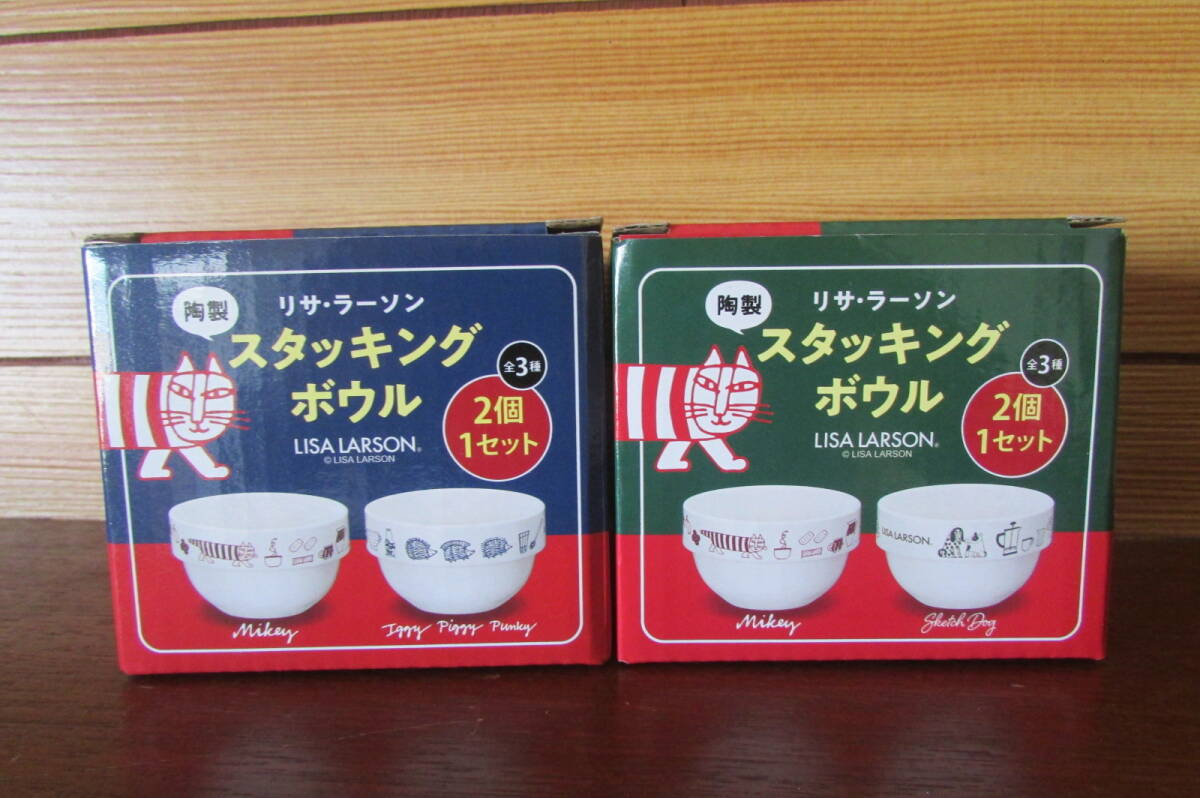 陶製
リサ・ラーソン
スタッキング
ボウル
全3種
2個
1セット
LISA LARSON®
© LISA LARSON
Mikey
Iggy Piggy Punky
陶製
リサ・ラーソン
スタッキング
ボウル
全3種
2個
1セット
LISA LARSON®
© LISA LARSON
LISA LARSON.
Mikey
Sketch Dog